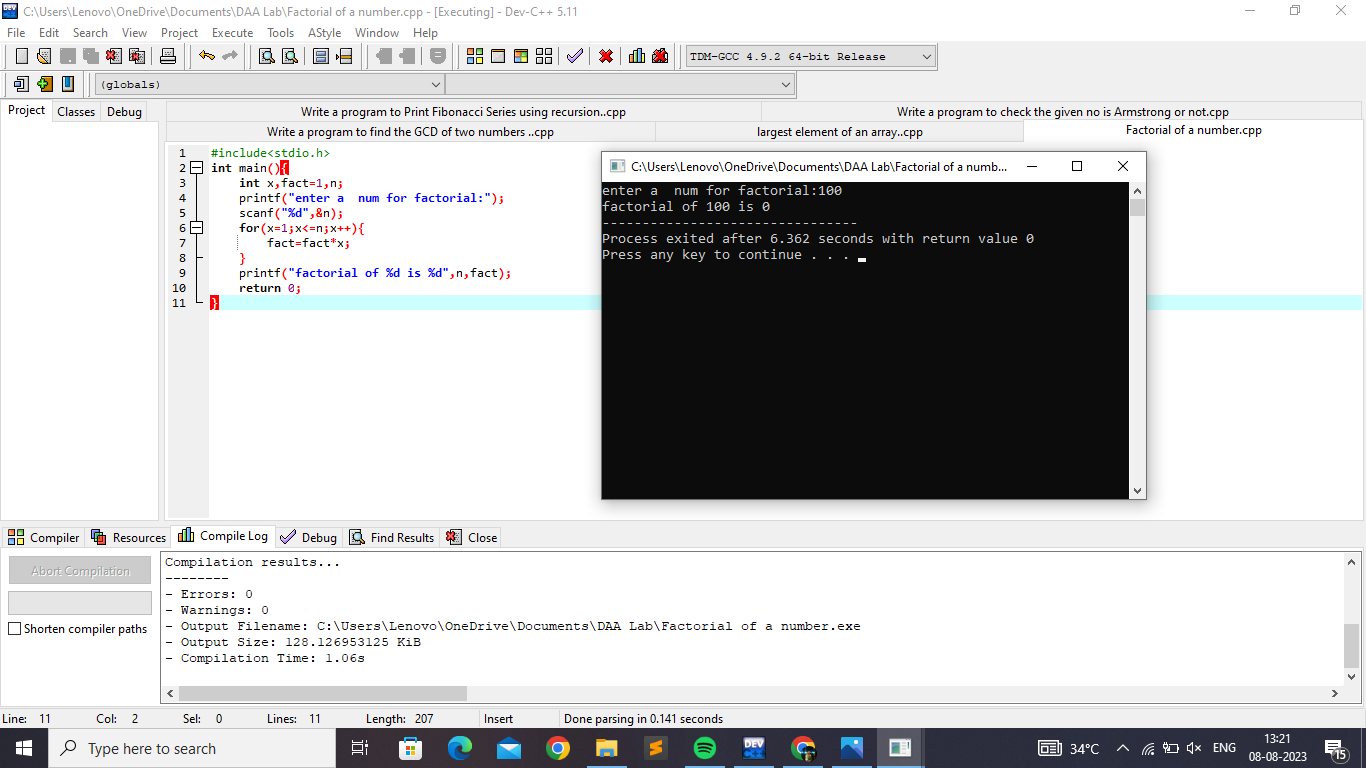 C:\Users\Lenovo\OneDrive\Documents\DAA Lab\Factorial of a number.cpp - [Executing] - Dev-C++ 5.11
File Edit Search View Project Execute Tools AStyle Window Help
TDM-GCC 4.9.2 64-bit Release
(globals)
Project Classes Debug
Write a program to Print Fibonacci Series using recursion..cpp Write a program to check the given no is Armstrong or not.cpp
Write a program to find the GCD of two numbers ..cpp largest element of an array..cpp Factorial of a number.cpp
1 #include<stdio.h>
2 int main(){
3 int x,fact=1,n;
4 printf("enter a  num for factorial:");
5 scanf("%d",&n);
6 for(x=1;x<=n;x++){
7 fact=fact*x;
8 }
9 printf("factorial of %d is %d",n,fact);
10 return 0;
11 }
C:\Users\Lenovo\OneDrive\Documents\DAA Lab\Factorial of a numb...
enter a  num for factorial:100
factorial of 100 is 0
--------------------------------
Process exited after 6.362 seconds with return value 0
Press any key to continue . . .
Compiler Resources Compile Log Debug Find Results Close
Abort Compilation
Shorten compiler paths
Compilation results...
--------
- Errors: 0
- Warnings: 0
- Output Filename: C:\Users\Lenovo\OneDrive\Documents\DAA Lab\Factorial of a number.exe
- Output Size: 128.126953125 KiB
- Compilation Time: 1.06s
Line: 11 Col: 2 Sel: 0 Lines: 11 Length: 207 Insert Done parsing in 0.141 seconds
Type here to search
DEV
34°C
ENG
13:21
08-08-2023
15